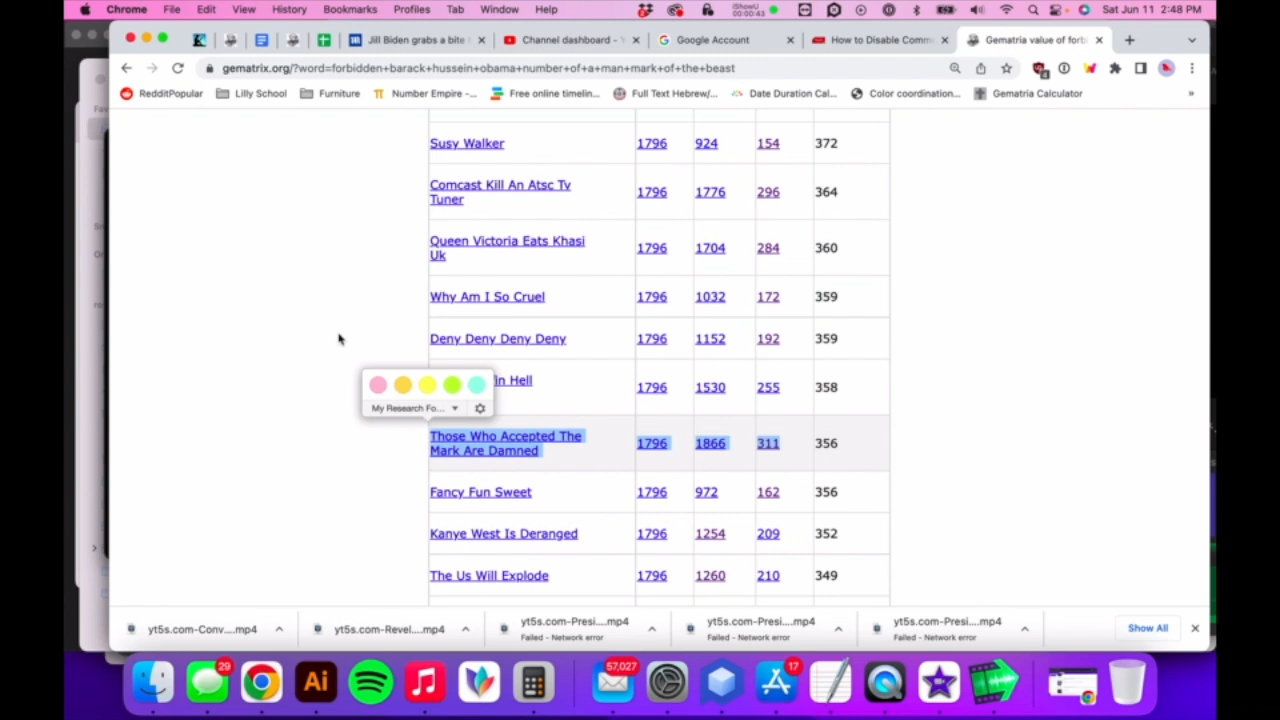 Chrome File Edit View History Bookmarks Profiles Tab Window Help iShowU 00:00:43 Sat Jun 11 2:48 PM
Jill Biden grabs a bite Channel dashboard - Google Account How to Disable Comm Gematria value of forbi
gematrix.org/?word=forbidden+barack+hussein+obama+number+of+a+man+mark+of+the+beast
RedditPopular Lilly School Furniture Number Empire -... Free online timelin... Full Text Hebrew/... Date Duration Cal... Color coordination... Gematria Calculator »
Susy Walker 1796 924 154 372
Comcast Kill An Atsc Tv
Tuner 1796 1776 296 364
Queen Victoria Eats Khasi
Uk 1796 1704 284 360
Why Am I So Cruel 1796 1032 172 359
Deny Deny Deny Deny 1796 1152 192 359
in Hell 1796 1530 255 358
My Research Fo...
Those Who Accepted The
Mark Are Damned 1796 1866 311 356
Fancy Fun Sweet 1796 972 162 356
Kanye West Is Deranged 1796 1254 209 352
The Us Will Explode 1796 1260 210 349
yt5s.com-Conv....mp4 yt5s.com-Revel....mp4 yt5s.com-Presi....mp4 yt5s.com-Presi....mp4 yt5s.com-Presi....mp4 Show All
Failed - Network error Failed - Network error Failed - Network error
29 57,027 17
Ai